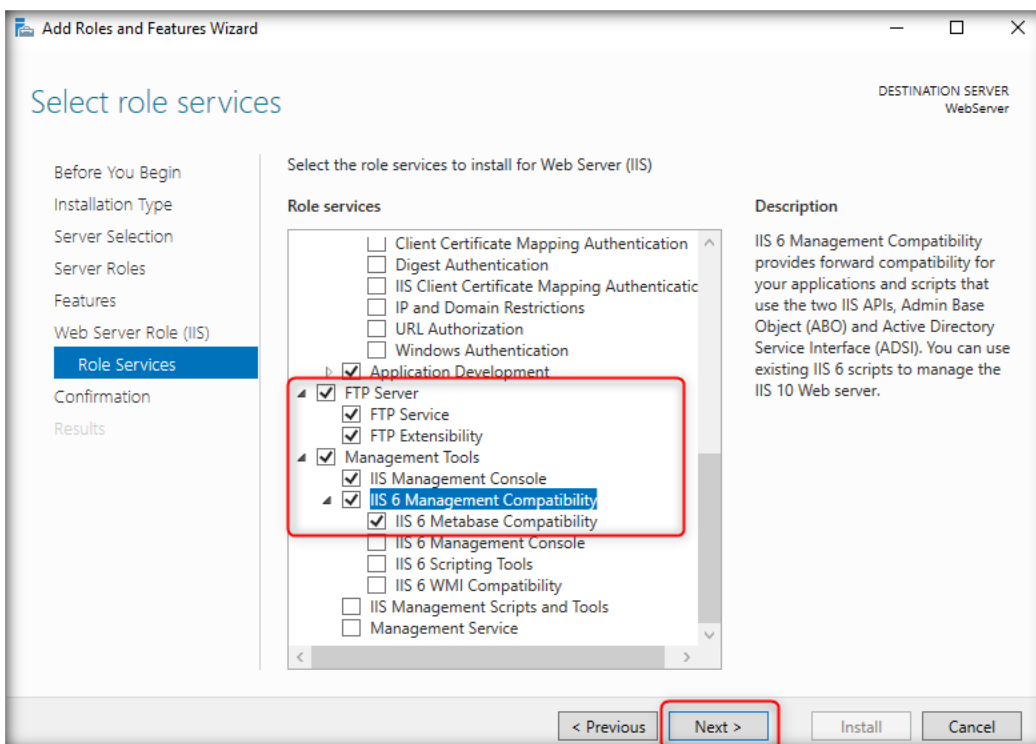 Add Roles and Features Wizard
Select role services
DESTINATION SERVER
WebServer
Before You Begin
Installation Type
Server Selection
Server Roles
Features
Web Server Role (IIS)
Role Services
Confirmation
Results
Select the role services to install for Web Server (IIS)
Role services
Client Certificate Mapping Authentication
Digest Authentication
IIS Client Certificate Mapping Authenticatic
IP and Domain Restrictions
URL Authorization
Windows Authentication
Application Development
FTP Server
FTP Service
FTP Extensibility
Management Tools
IIS Management Console
IIS 6 Management Compatibility
IIS 6 Metabase Compatibility
IIS 6 Management Console
IIS 6 Scripting Tools
IIS 6 WMI Compatibility
IIS Management Scripts and Tools
Management Service
Description
IIS 6 Management Compatibility
provides forward compatibility for
your applications and scripts that
use the two IIS APIs, Admin Base
Object (ABO) and Active Directory
Service Interface (ADSI). You can use
existing IIS 6 scripts to manage the
IIS 10 Web server.
< Previous
Next >
Install
Cancel